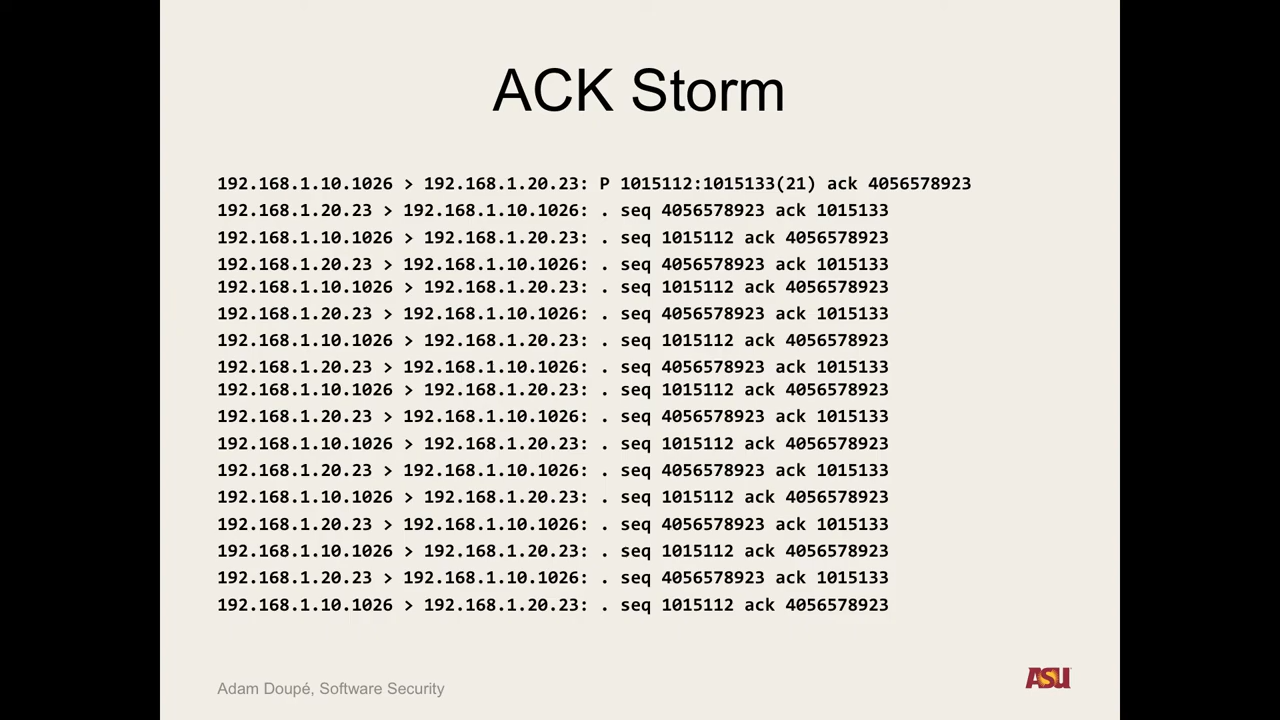 ACK Storm
192.168.1.10.1026 > 192.168.1.20.23: P 1015112:1015133(21) ack 4056578923
192.168.1.20.23 > 192.168.1.10.1026: . seq 4056578923 ack 1015133
192.168.1.10.1026 > 192.168.1.20.23: . seq 1015112 ack 4056578923
192.168.1.20.23 > 192.168.1.10.1026: . seq 4056578923 ack 1015133
192.168.1.10.1026 > 192.168.1.20.23: . seq 1015112 ack 4056578923
192.168.1.20.23 > 192.168.1.10.1026: . seq 4056578923 ack 1015133
192.168.1.10.1026 > 192.168.1.20.23: . seq 1015112 ack 4056578923
192.168.1.20.23 > 192.168.1.10.1026: . seq 4056578923 ack 1015133
192.168.1.10.1026 > 192.168.1.20.23: . seq 1015112 ack 4056578923
192.168.1.20.23 > 192.168.1.10.1026: . seq 4056578923 ack 1015133
192.168.1.10.1026 > 192.168.1.20.23: . seq 1015112 ack 4056578923
192.168.1.20.23 > 192.168.1.10.1026: . seq 4056578923 ack 1015133
192.168.1.10.1026 > 192.168.1.20.23: . seq 1015112 ack 4056578923
192.168.1.20.23 > 192.168.1.10.1026: . seq 4056578923 ack 1015133
192.168.1.10.1026 > 192.168.1.20.23: . seq 1015112 ack 4056578923
192.168.1.20.23 > 192.168.1.10.1026: . seq 4056578923 ack 1015133
192.168.1.10.1026 > 192.168.1.20.23: . seq 1015112 ack 4056578923
Adam Doupé, Software Security
ASU